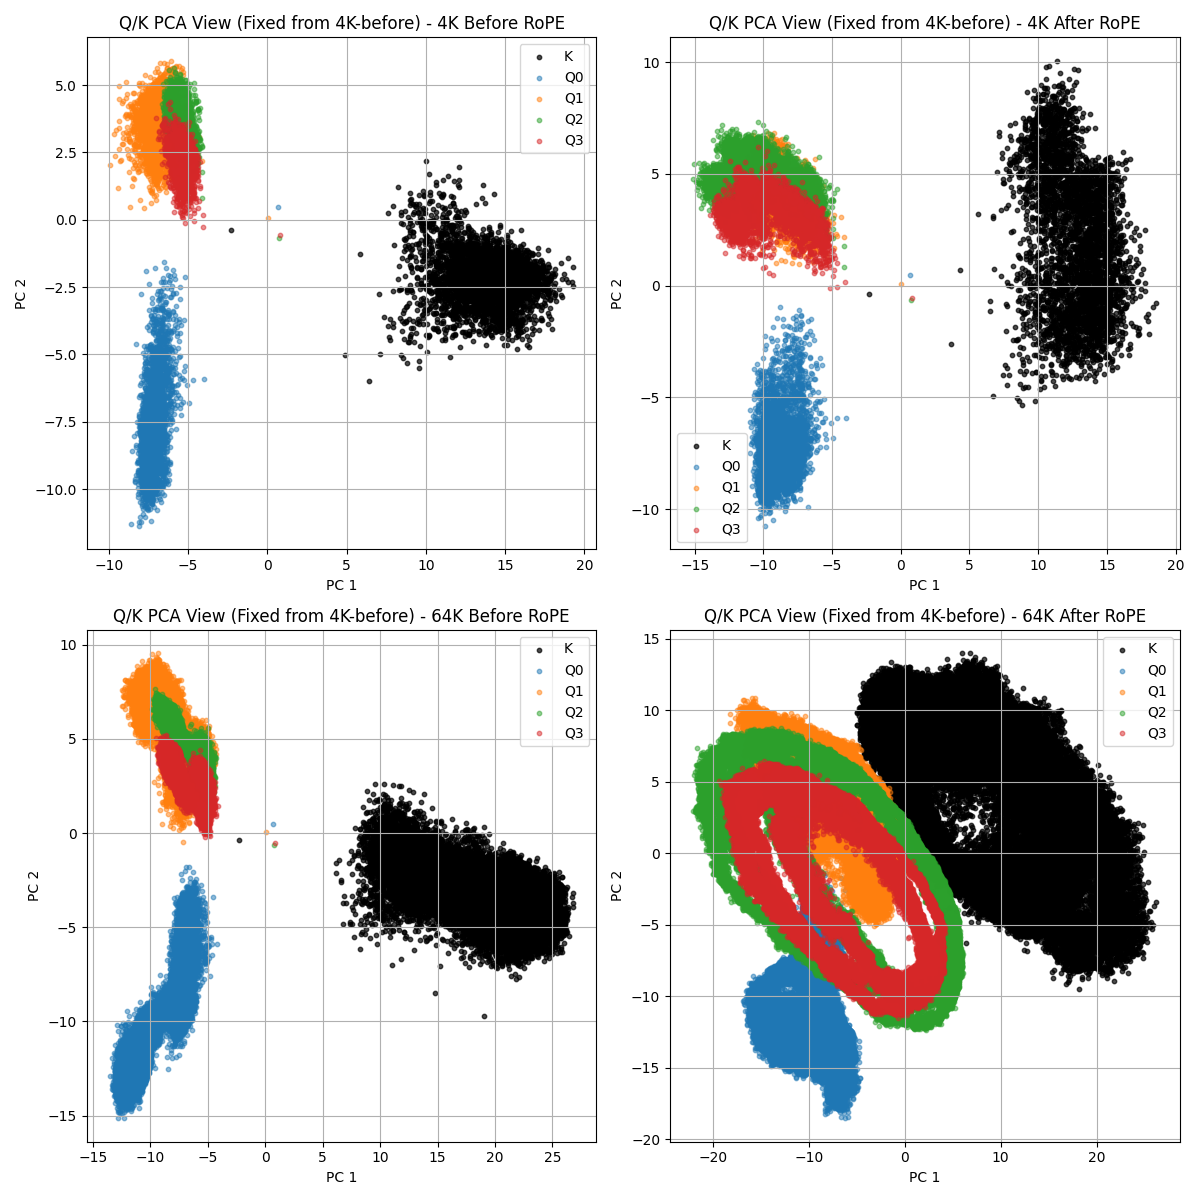 Q/K PCA View (Fixed from 4K-before) - 4K Before RoPE
5.0
2.5
0.0
−2.5
−5.0
−7.5
−10.0
PC 2
K
Q0
Q1
Q2
Q3
−10 −5 0 5 10 15 20
PC 1
Q/K PCA View (Fixed from 4K-before) - 4K After RoPE
10
5
0
−5
−10
PC 2
K
Q0
Q1
Q2
Q3
−15 −10 −5 0 5 10 15 20
PC 1
Q/K PCA View (Fixed from 4K-before) - 64K Before RoPE
10
5
0
−5
−10
−15
PC 2
K
Q0
Q1
Q2
Q3
−15 −10 −5 0 5 10 15 20 25
PC 1
Q/K PCA View (Fixed from 4K-before) - 64K After RoPE
15
10
5
0
−5
−10
−15
−20
PC 2
K
Q0
Q1
Q2
Q3
−20 −10 0 10 20
PC 1